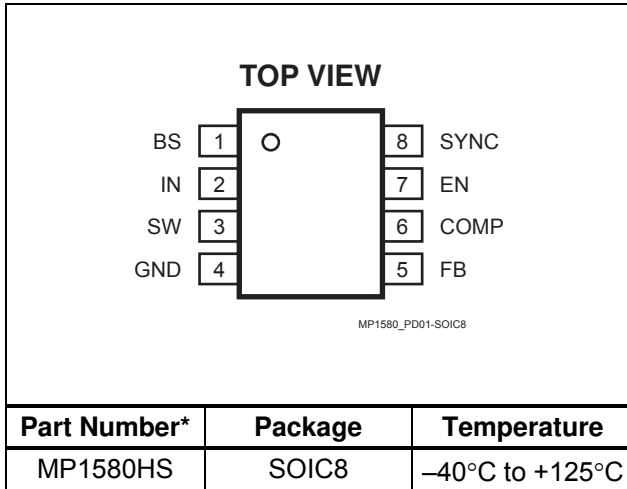 TOP VIEW
BS 1 8 SYNC
IN 2 7 EN
SW 3 6 COMP
GND 4 5 FB
MP1580_PD01-SOIC8
Part Number* Package Temperature
MP1580HS SOIC8 –40°C to +125°C